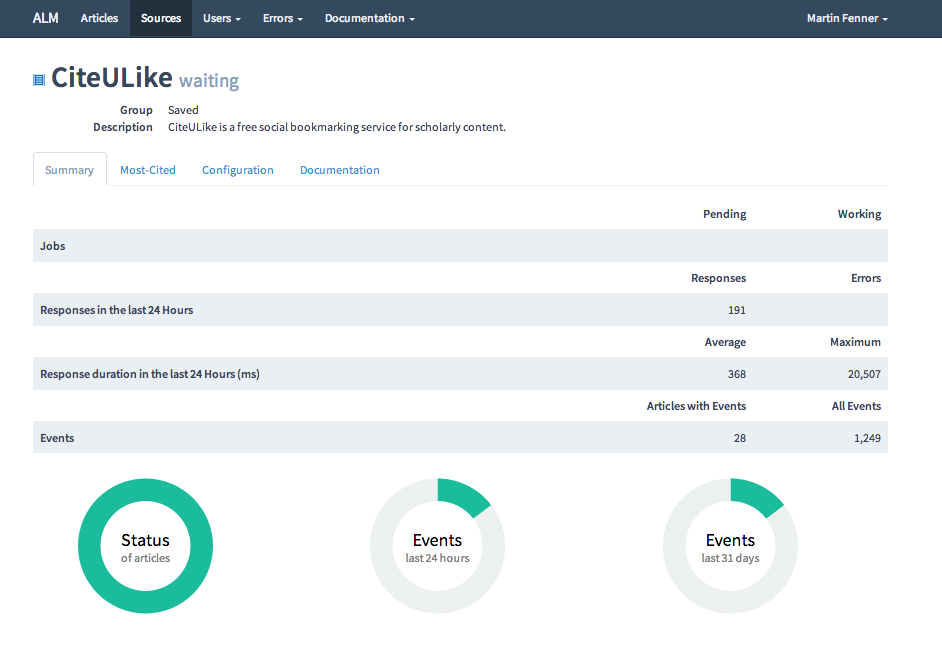 ALM Articles Sources Users Errors Documentation Martin Fenner
CiteULike waiting
Group Saved
Description CiteULike is a free social bookmarking service for scholarly content.
Summary Most-Cited Configuration Documentation
Pending Working
Jobs
Responses Errors
Responses in the last 24 Hours 191
Average Maximum
Response duration in the last 24 Hours (ms) 368 20,507
Articles with Events All Events
Events 28 1,249
Status Events Events
of articles last 24 hours last 31 days